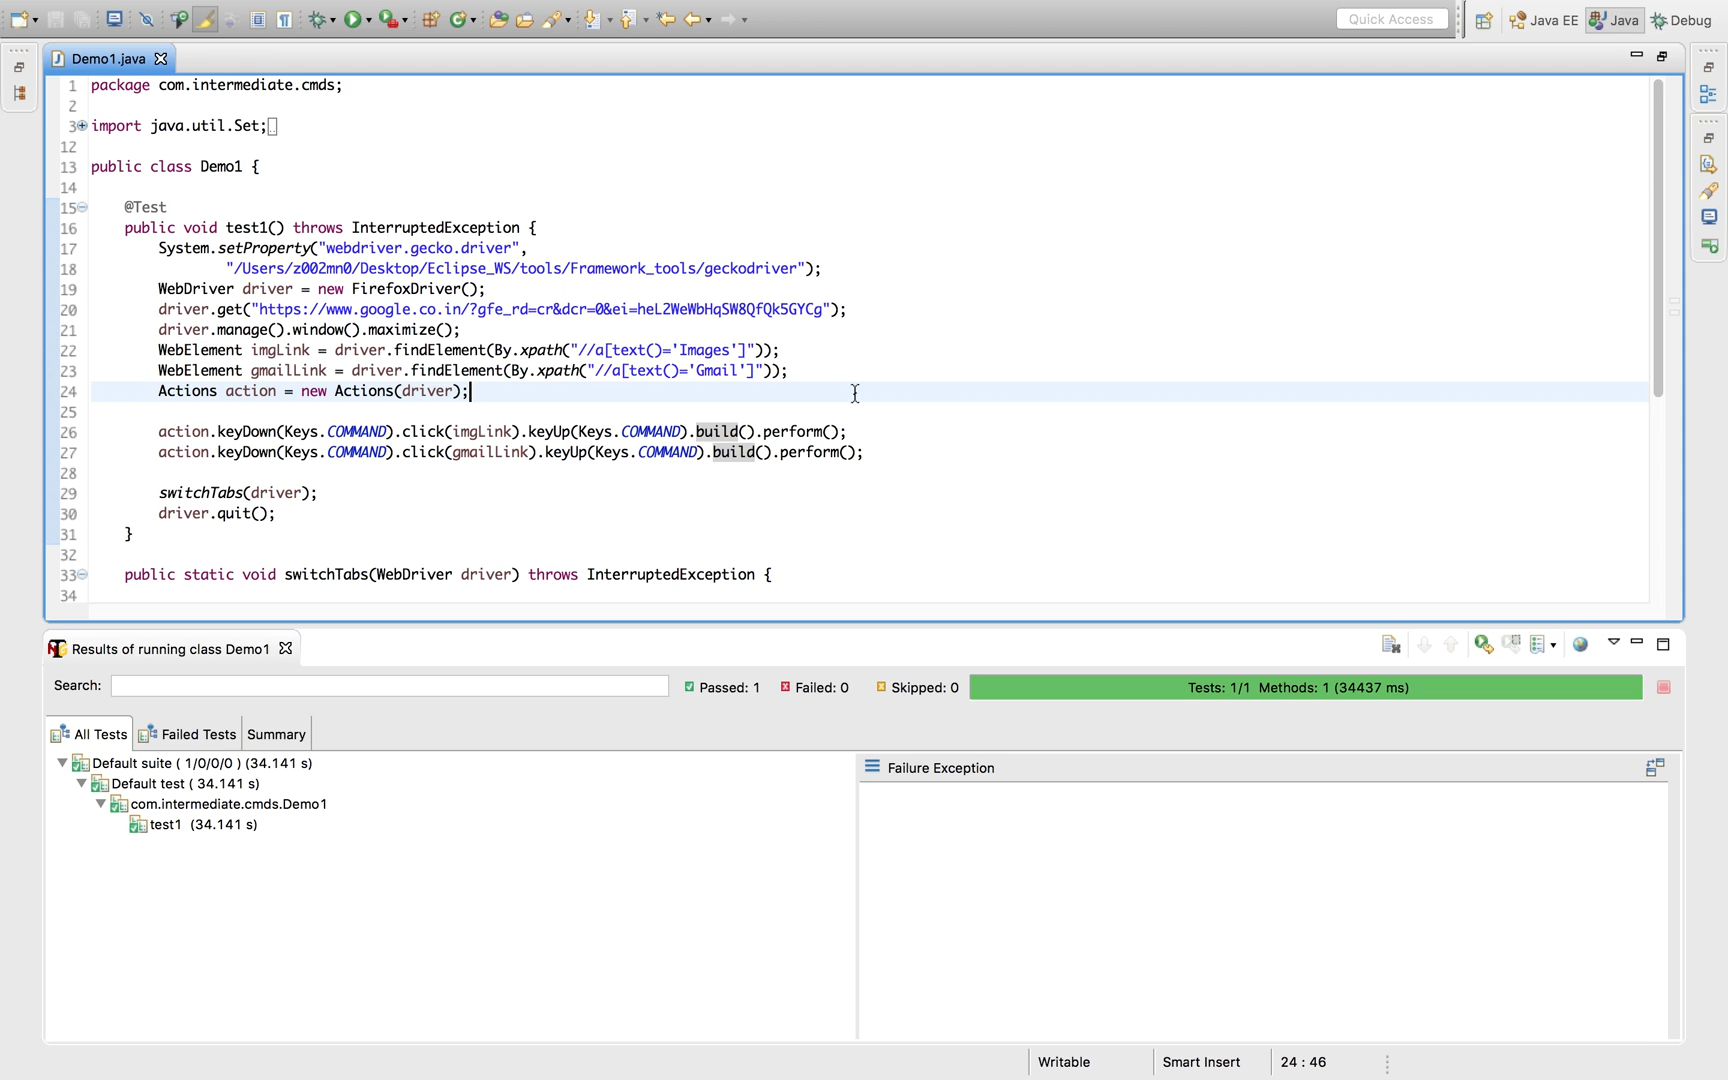 Quick Access
Java EE
Java
Debug
Demo1.java
1 package com.intermediate.cmds;
2
3 import java.util.Set;
12
13 public class Demo1 {
14
15 @Test
16 public void test1() throws InterruptedException {
17 System.setProperty("webdriver.gecko.driver",
18 "/Users/z002mn0/Desktop/Eclipse_WS/tools/Framework_tools/geckodriver");
19 WebDriver driver = new FirefoxDriver();
20 driver.get("https://www.google.co.in/?gfe_rd=cr&dcr=0&ei=heL2WeWbHqSW8QfQk5GYCg");
21 driver.manage().window().maximize();
22 WebElement imgLink = driver.findElement(By.xpath("//a[text()='Images']"));
23 WebElement gmailLink = driver.findElement(By.xpath("//a[text()='Gmail']"));
24 Actions action = new Actions(driver);
25
26 action.keyDown(Keys.COMMAND).click(imgLink).keyUp(Keys.COMMAND).build().perform();
27 action.keyDown(Keys.COMMAND).click(gmailLink).keyUp(Keys.COMMAND).build().perform();
28
29 switchTabs(driver);
30 driver.quit();
31 }
32
33 public static void switchTabs(WebDriver driver) throws InterruptedException {
34
Results of running class Demo1
Search:
Passed: 1
Failed: 0
Skipped: 0
Tests: 1/1 Methods: 1 (34437 ms)
All Tests
Failed Tests
Summary
Default suite ( 1/0/0/0 ) (34.141 s)
Default test ( 34.141 s)
com.intermediate.cmds.Demo1
test1 (34.141 s)
Failure Exception
Writable
Smart Insert
24 : 46